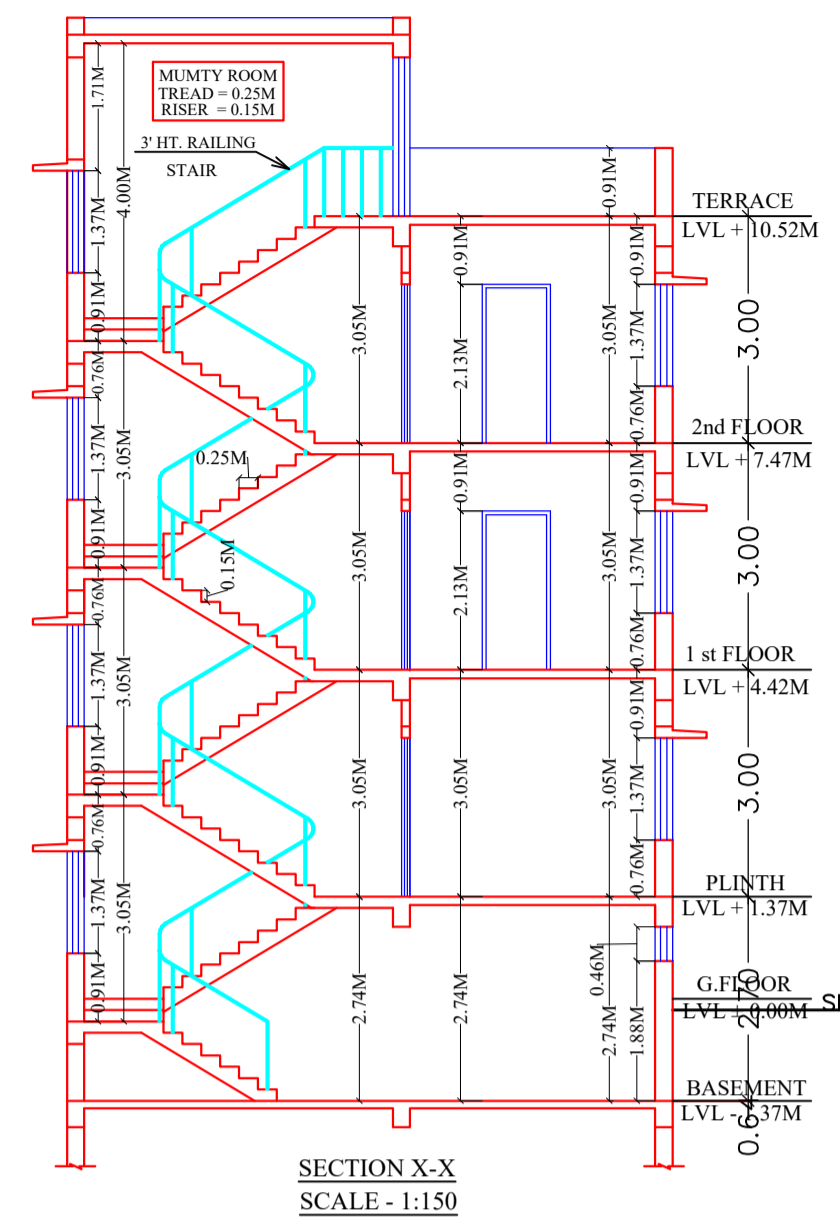 MUMTY ROOM
TREAD = 0.25M
RISER = 0.15M
3' HT. RAILING
STAIR
1.71M
4.00M
1.37M
0.91M
0.76M
1.37M
3.05M
0.91M
0.76M
1.37M
3.05M
0.91M
0.76M
1.37M
3.05M
0.91M
0.25M
0.15M
3.05M
3.05M
3.05M
2.74M
0.91M
2.13M
0.91M
2.13M
3.05M
2.74M
0.91M
3.05M
3.05M
3.05M
2.74M
0.91M
1.37M
0.76M
0.91M
1.37M
0.76M
0.91M
1.37M
0.76M
0.46M
1.88M
TERRACE
LVL + 10.52M
3.00
2nd FLOOR
LVL + 7.47M
3.00
1 st FLOOR
LVL + 4.42M
3.00
PLINTH
LVL + 1.37M
2.70
G.FLOOR
LVL ± 0.00M
BASEMENT
LVL - 1.37M
SECTION X-X
SCALE - 1:150